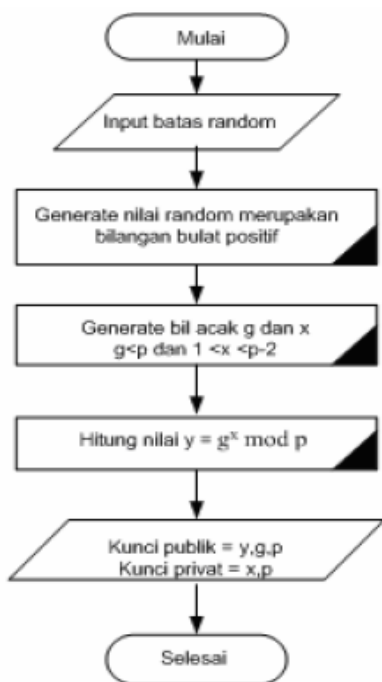 Mulai
Input batas random
Generate nilai random merupakan
bilangan bulat positif
Generate bil acak g dan x
g<p dan 1 <x <p-2
Hitung nilai y = gˣ mod p
Kunci publik = y,g,p
Kunci privat = x,p
Selesai